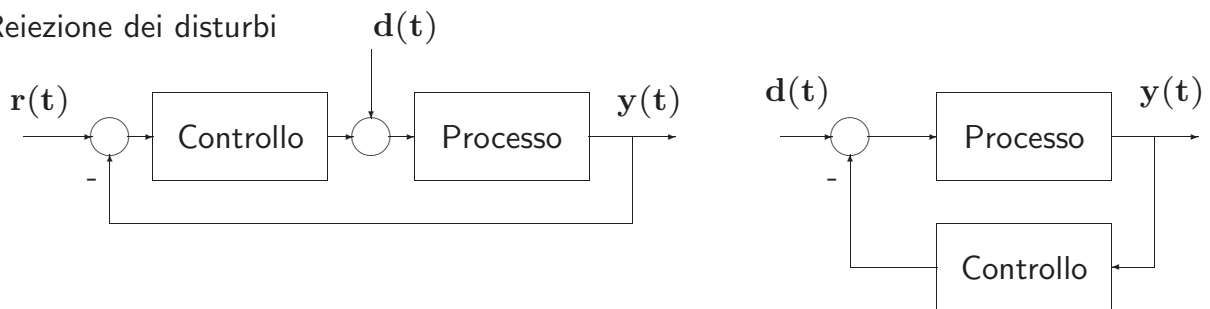 Reiezione dei disturbi
d(t)
r(t)
Controllo
Processo
y(t)
-
d(t)
Processo
y(t)
-
Controllo